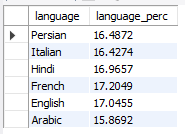 language language_perc
Persian 16.4872
Italian 16.4274
Hindi 16.9657
French 17.2049
English 17.0455
Arabic 15.8692